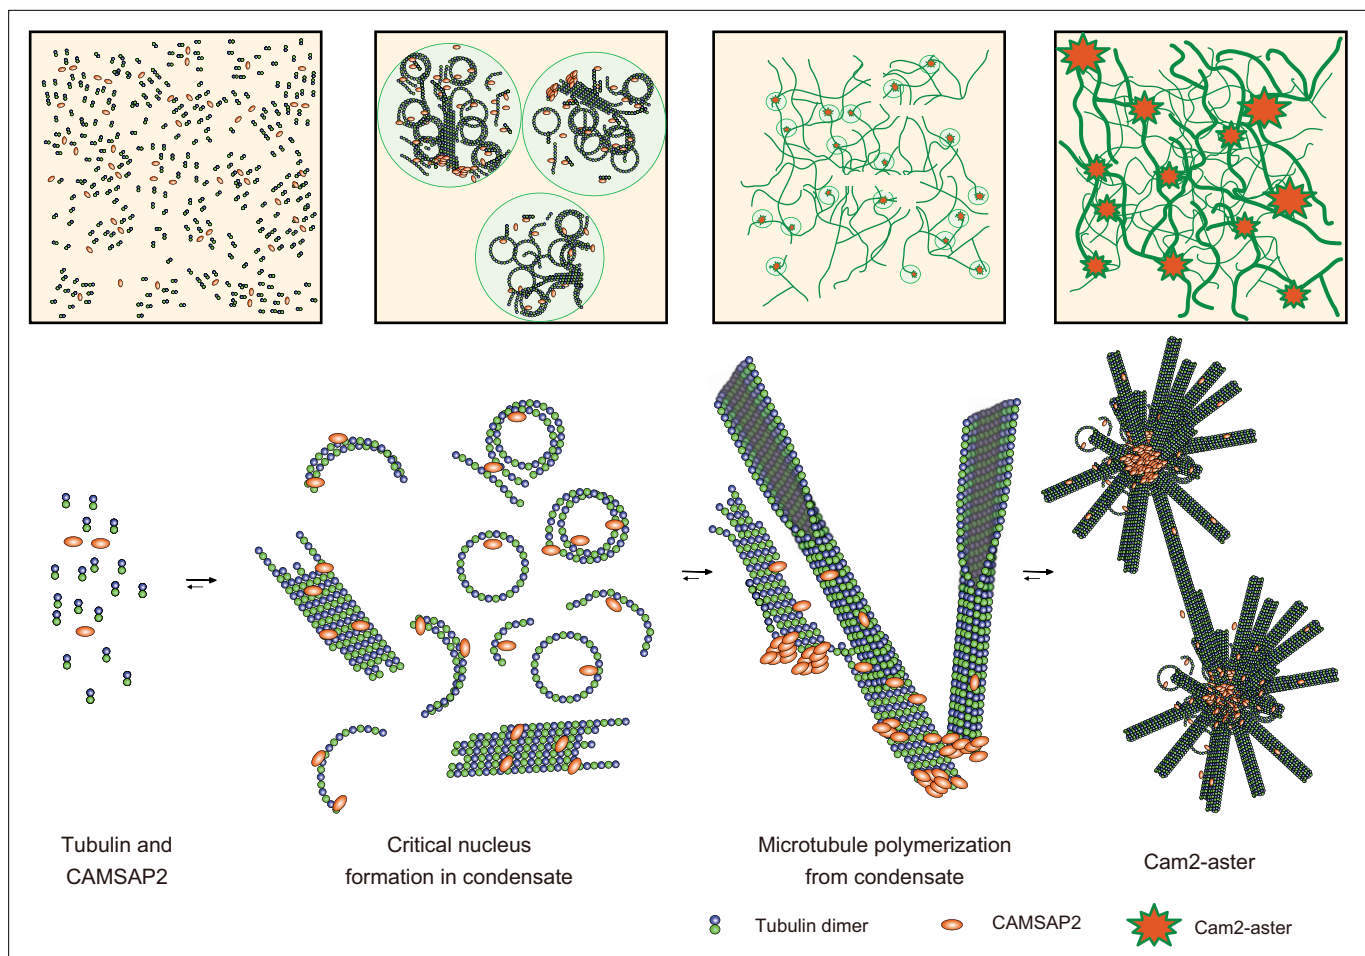 Tubulin and
CAMSAP2
Critical nucleus
formation in condensate
Microtubule polymerization
from condensate
Cam2-aster
Tubulin dimer
CAMSAP2
Cam2-aster